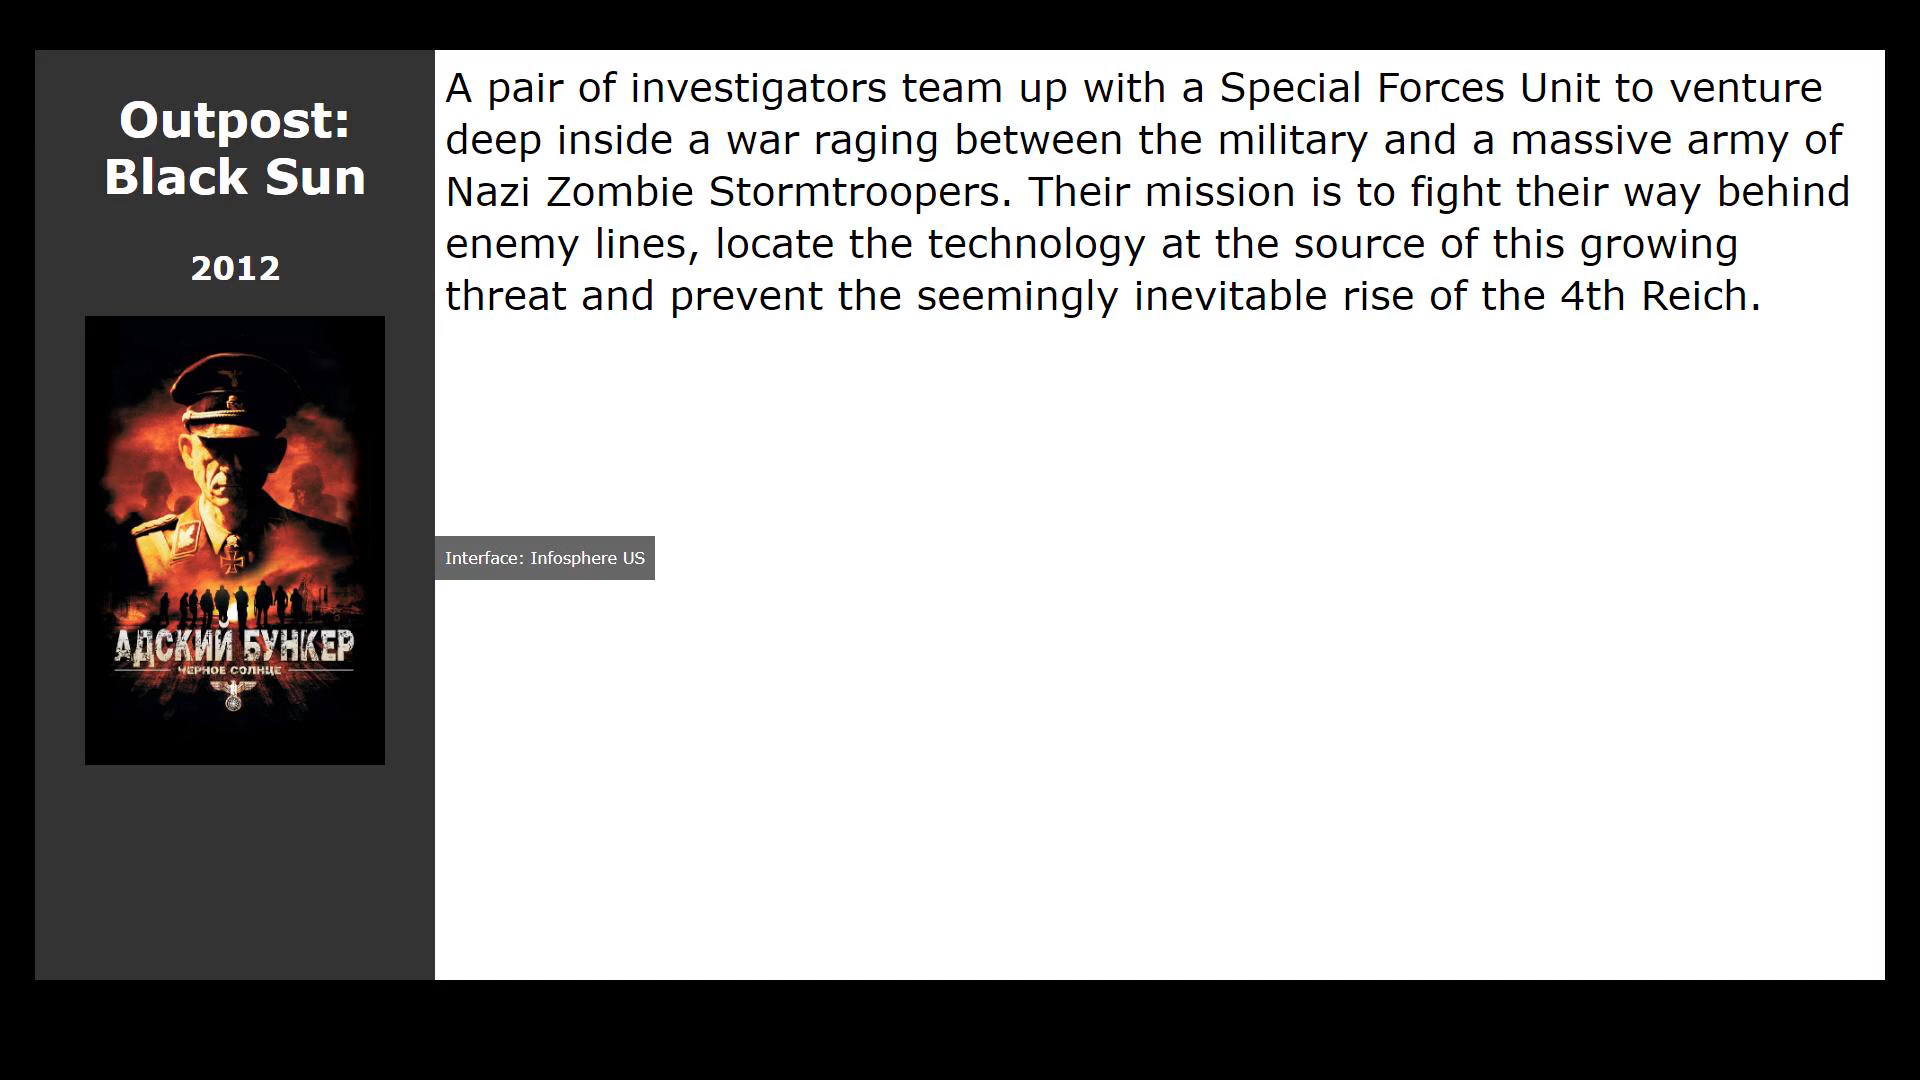 Outpost:
Black Sun
2012
АДСКИЙ БУНКЕР
ЧЕРНОЕ СОЛНЦЕ
A pair of investigators team up with a Special Forces Unit to venture
deep inside a war raging between the military and a massive army of
Nazi Zombie Stormtroopers. Their mission is to fight their way behind
enemy lines, locate the technology at the source of this growing
threat and prevent the seemingly inevitable rise of the 4th Reich.
Interface: Infosphere US